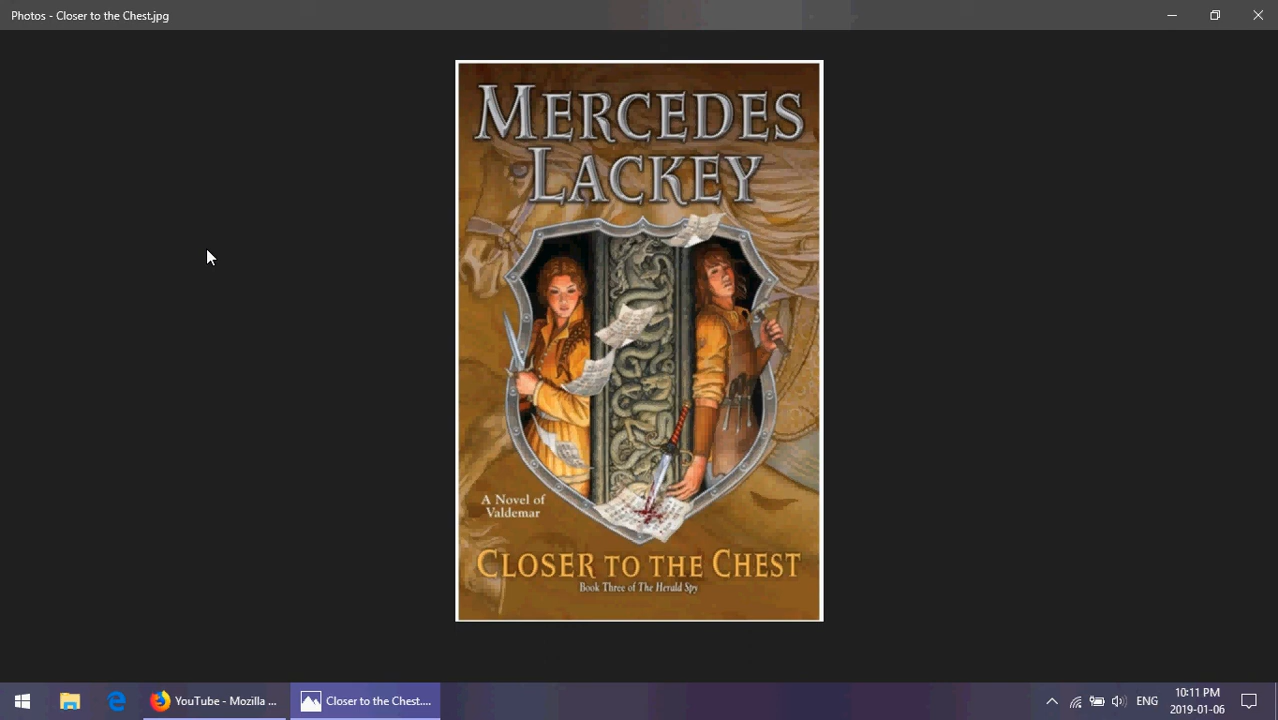 Photos - Closer to the Chest.jpg
MERCEDES
LACKEY
A Novel of
Valdemar
CLOSER TO THE CHEST
Book Three of The Herald Spy
YouTube - Mozilla ...
Closer to the Chest....
ENG
10:11 PM
2019-01-06